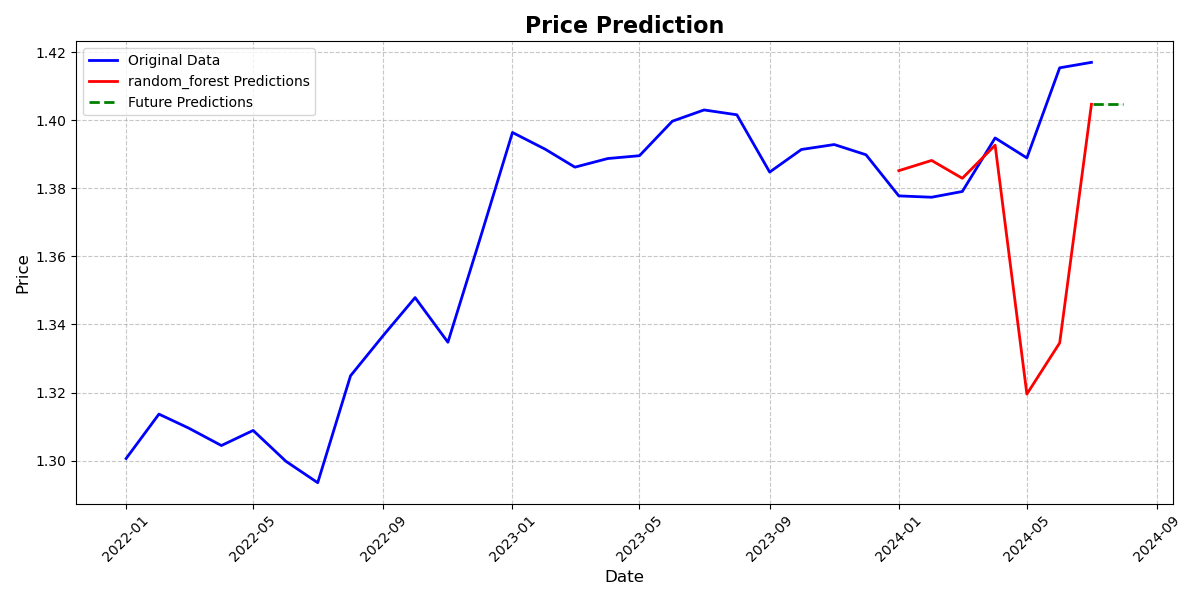 Price Prediction
Original Data
random_forest Predictions
Future Predictions
Price
1.42
1.40
1.38
1.36
1.34
1.32
1.30
2022-01
2022-05
2022-09
2023-01
2023-05
2023-09
2024-01
2024-05
2024-09
Date